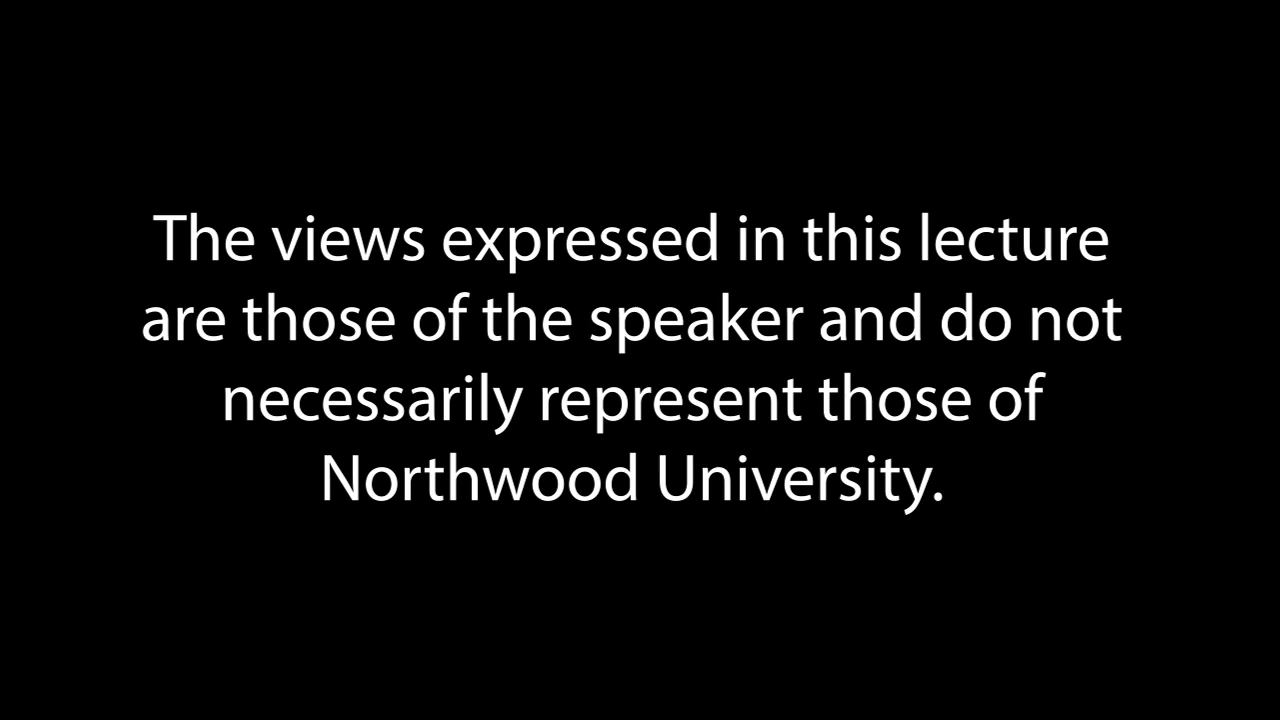 The views expressed in this lecture
are those of the speaker and do not
necessarily represent those of
Northwood University.